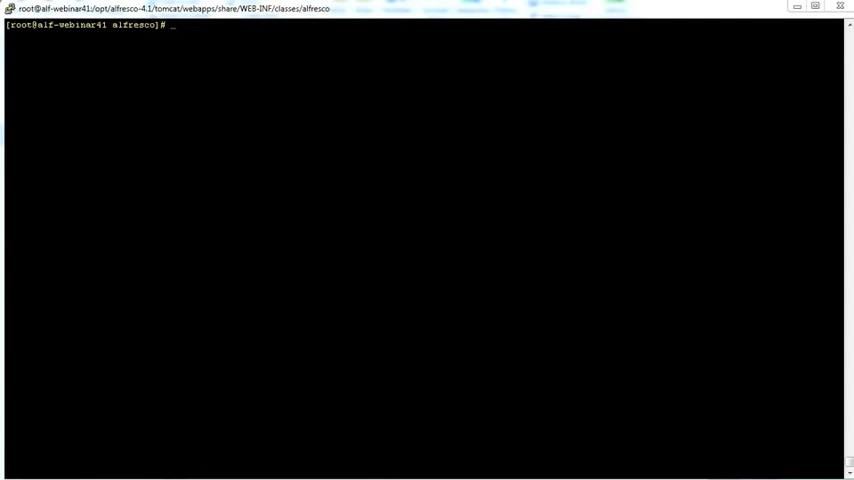 root@alf-webinar41:/opt/alfresco-4.1/tomcat/webapps/share/WEB-INF/classes/alfresco
[root@alf-webinar41 alfresco]# _